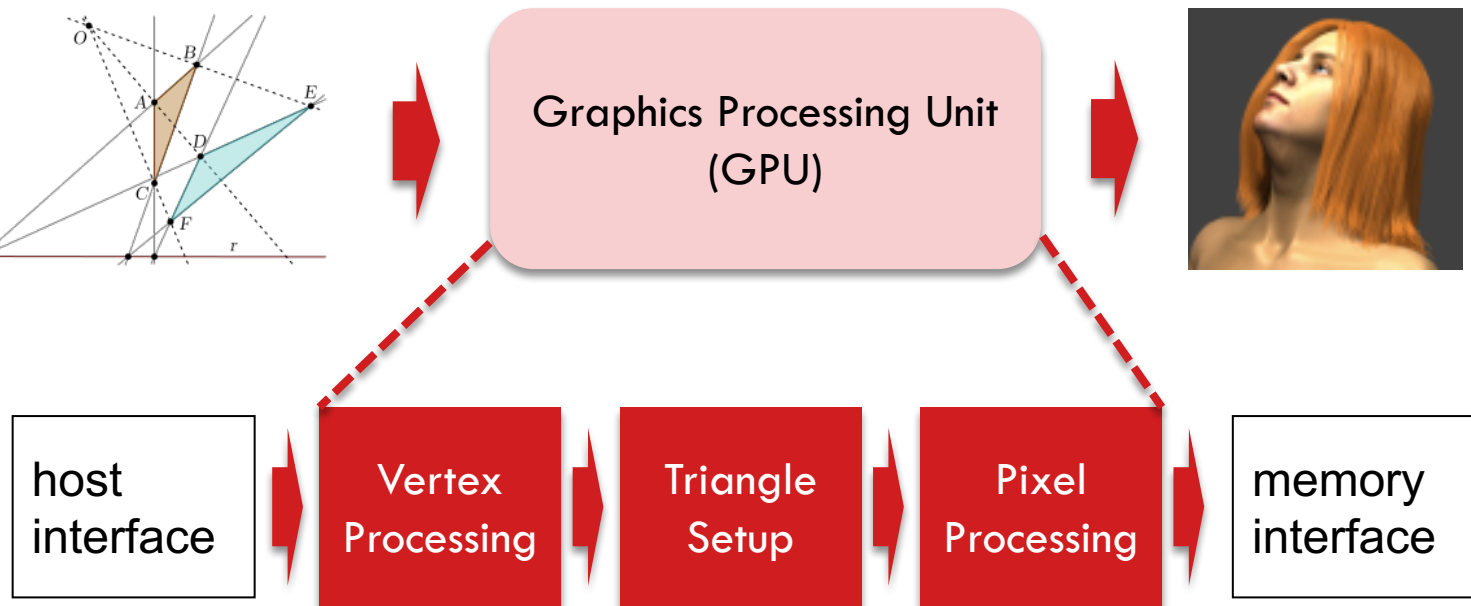 O
B
A
E
D
C
F
r
Graphics Processing Unit
(GPU)
host
interface
Vertex
Processing
Triangle
Setup
Pixel
Processing
memory
interface